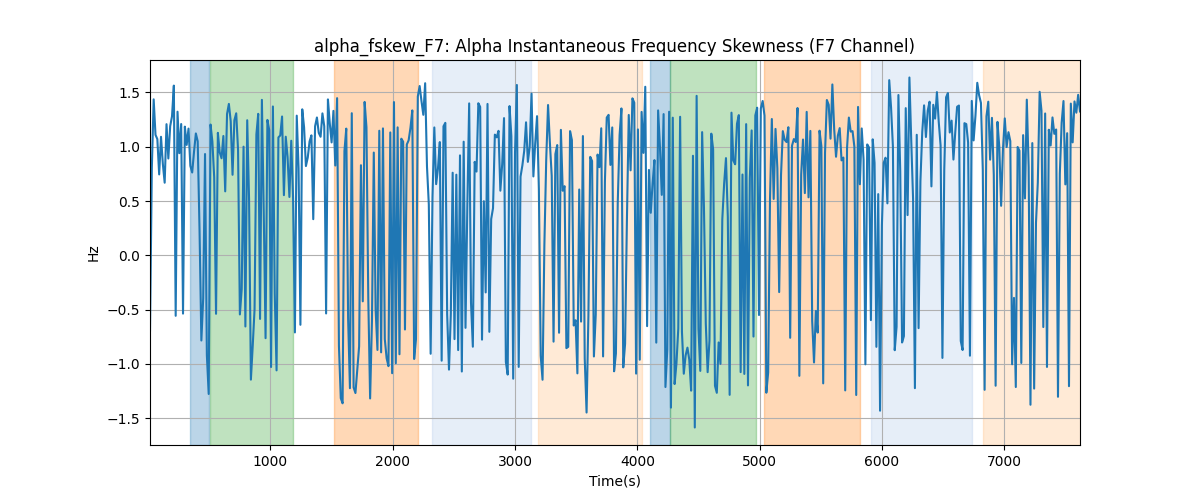 alpha_fskew_F7: Alpha Instantaneous Frequency Skewness (F7 Channel)
1.5
1.0
0.5
0.0
−0.5
−1.0
−1.5
Hz
1000 2000 3000 4000 5000 6000 7000
Time(s)